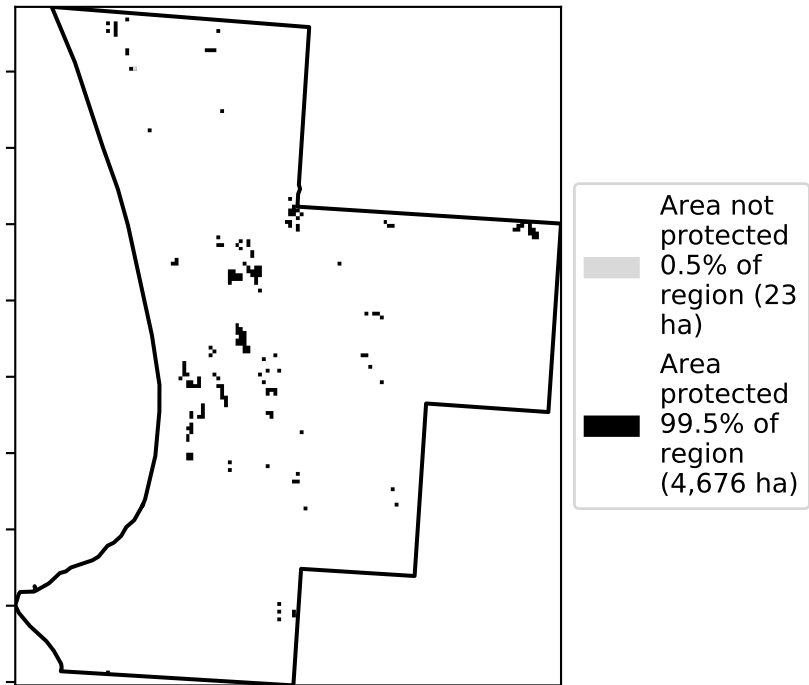 Area not
protected
0.5% of
region (23
ha)
Area
protected
99.5% of
region
(4,676 ha)